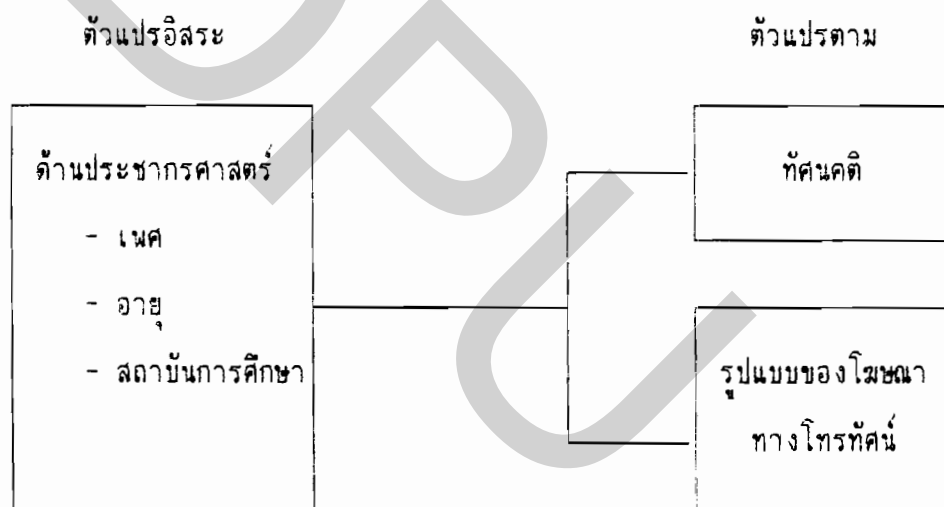 ตัวแปรอิสระ
ตัวแปรตาม
ด้านประชากรศาสตร์
- เพศ
- อายุ
- สถาบันการศึกษา
ทัศนคติ
รูปแบบของโฆษณา
ทางโทรทัศน์